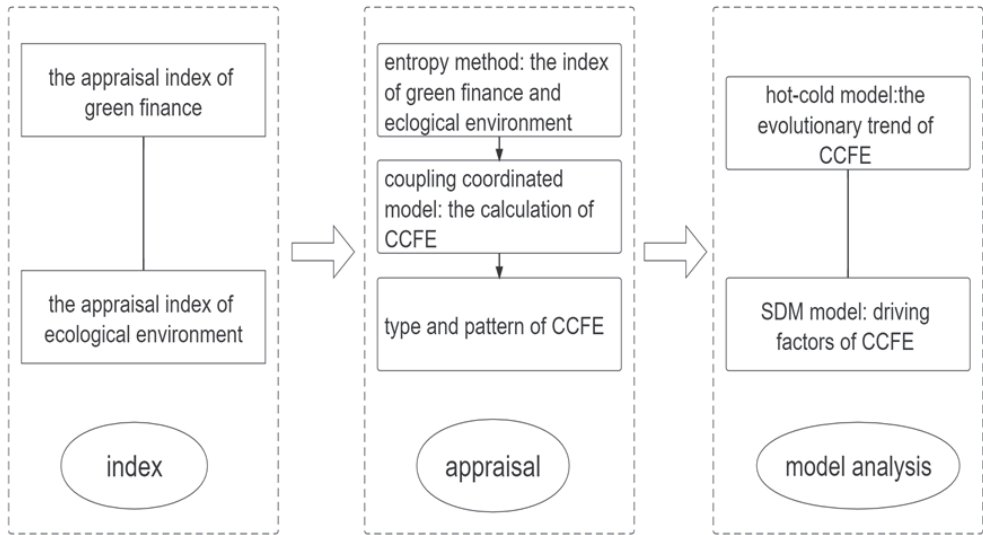 the appraisal index of
green finance
the appraisal index of
ecological environment
index
entropy method: the index
of green finance and
eclogical environment
coupling coordinated
model: the calculation of
CCFE
type and pattern of CCFE
appraisal
hot-cold model:the
evolutionary trend of
CCFE
SDM model: driving
factors of CCFE
model analysis